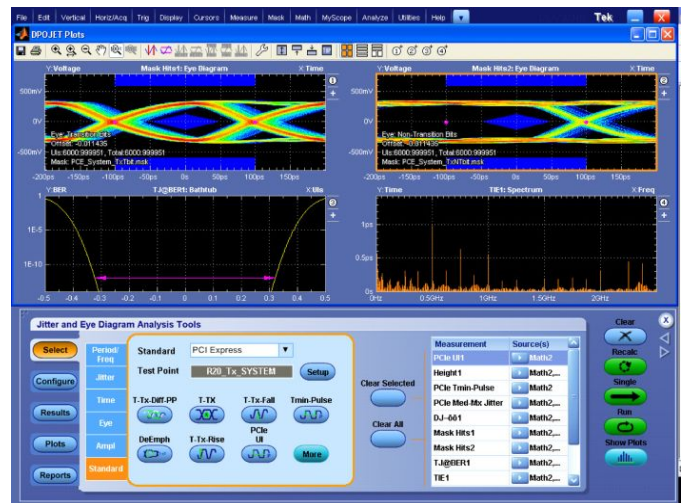 File Edit Vertical Horiz/Acq Trig Display Cursors Measure Mask Math MyScope Analyze Utilities Help Tek
DPOJET Plots
Y:Voltage Mask Hits1: Eye Diagram X:Time
500mV
0V
-500mV
Eye: Transition Bits
Offset: -0.011435
UIs:6000:999951, Total:6000:999951
Mask: PCE_System_TxTbt.msk
-200ps -150ps -100ps -50ps 0s 50ps 100ps 150ps
Y:Voltage Mask Hits2: Eye Diagram X:Time
500mV
0V
-500mV
Eye: Non-Transition Bits
Offset: -0.011435
UIs:6000:999951, Total:6000:999951
Mask: PCE_System_TxNTbt.msk
-200ps -150ps -100ps -50ps 0s 50ps 100ps 150ps
Y:BER TJ@BER1: Bathtub X:UIs
1
1E-5
1E-10
-0.5 -0.4 -0.3 -0.2 -0.1 0 0.1 0.2 0.3 0.4 0.5
Y:Time TIE1: Spectrum X:Freq
1ps
0.5ps
0s
0Hz 0.5GHz 1GHz 1.5GHz 2GHz
Jitter and Eye Diagram Analysis Tools
Select
Configure
Results
Plots
Reports
Period/
Freq
Jitter
Time
Eye
Ampl
Standard
Standard PCI Express
Test Point R20_Tx_SYSTEM Setup
T-Tx-Diff-PP T-TX T-Tx-Fall Tmin-Pulse
DeEmph T-Tx-Rise PCIe
UI
More
Clear Selected
Clear All
Measurement Source(s)
PCIe UI1 Math2
Height1 Math2,...
PCIe Tmin-Pulse Math2
PCIe Med-Mx Jitter Math2,...
DJ–δδ1 Math2,...
Mask Hits1 Math2,...
Mask Hits2 Math2,...
TJ@BER1 Math2,...
TIE1 Math2,...
Clear
Recalc
Single
Run
Show Plots